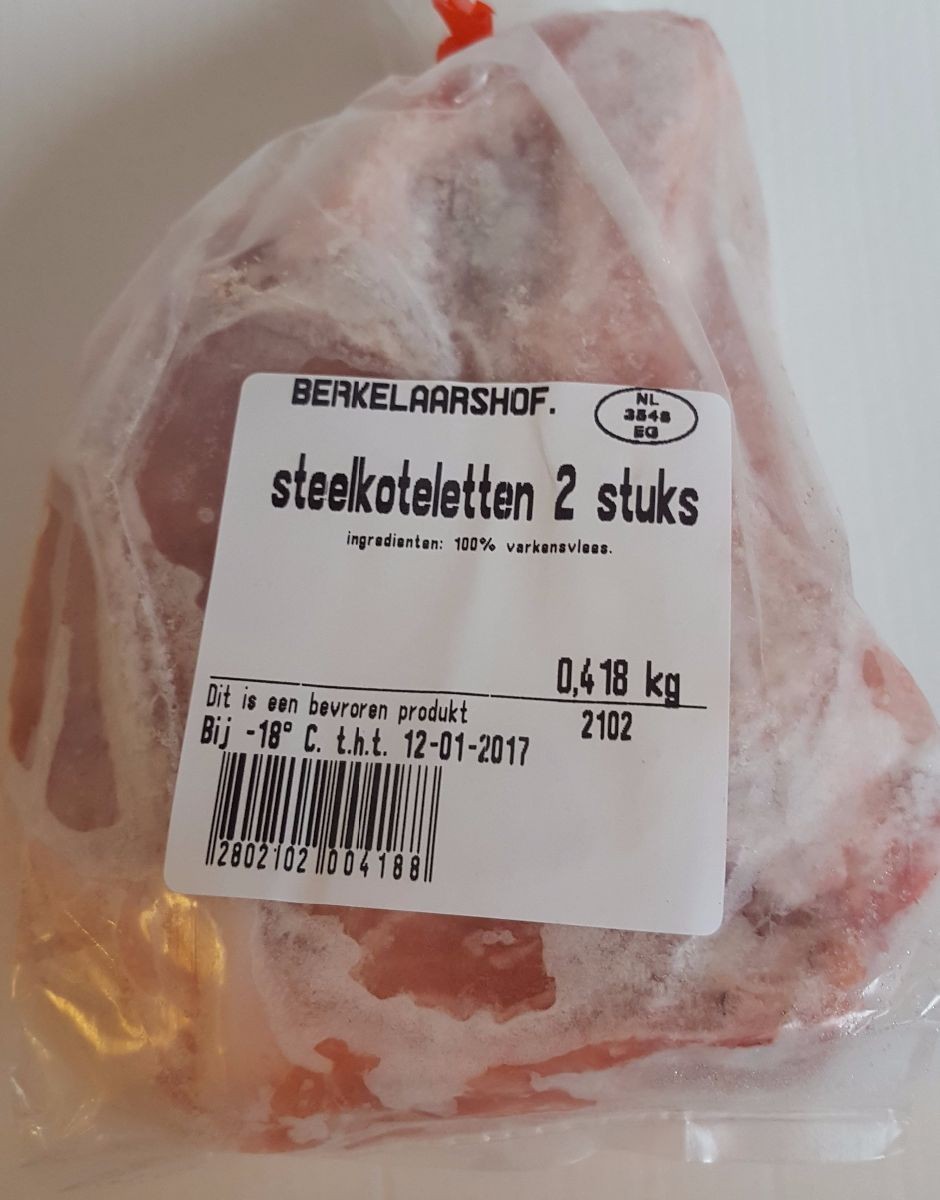 BERKELAARSHOF.
NL
3548
EG
steelkoteletten 2 stuks
ingredienten: 100% varkensvlees.
0,418 kg
Dit is een bevroren produkt
2102
Bij -18° C. t.h.t. 12-01-2017
2802102 004188